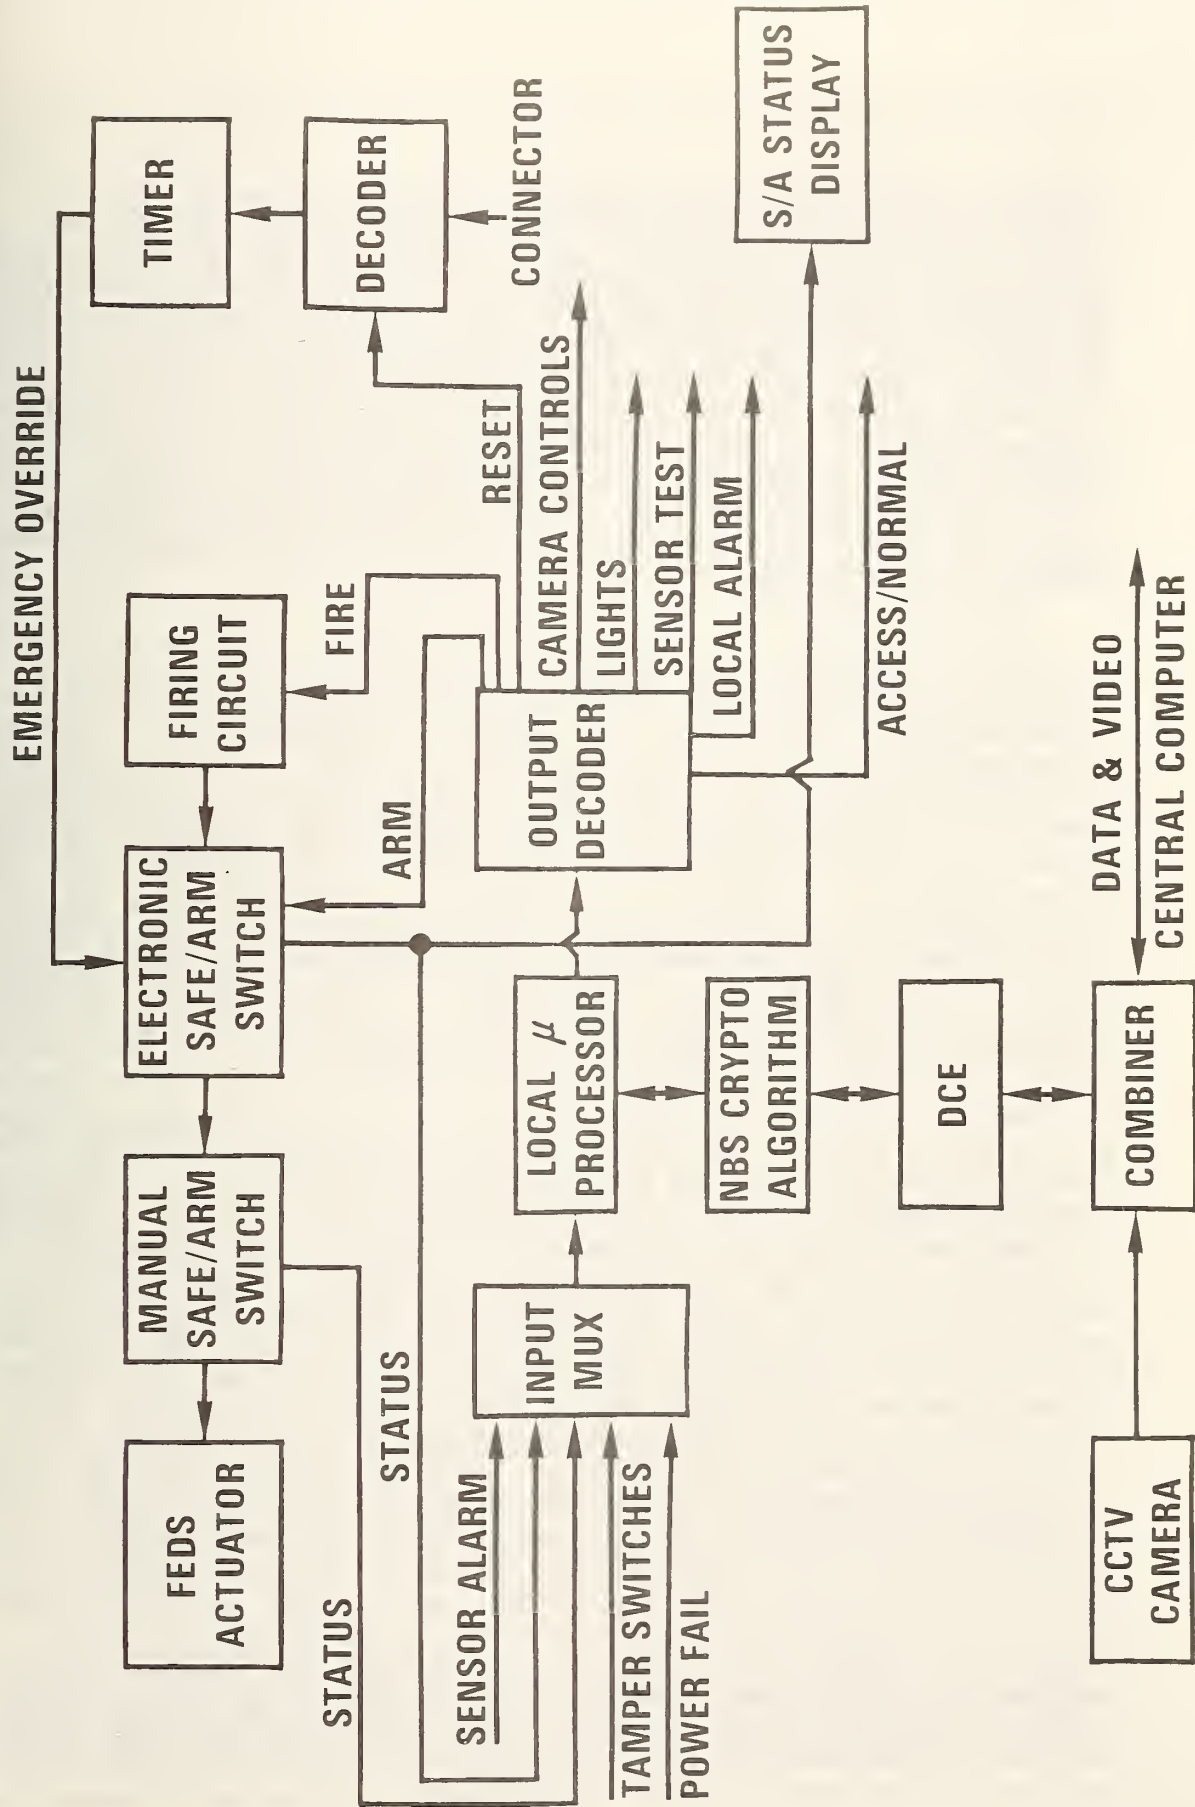 EMERGENCY OVERRIDE
FEDS
ACTUATOR
MANUAL
SAFE/ARM
SWITCH
ELECTRONIC
SAFE/ARM
SWITCH
FIRING
CIRCUIT
TIMER
STATUS
STATUS
ARM
FIRE
RESET
DECODER
CONNECTOR
SENSOR ALARM
TAMPER SWITCHES
POWER FAIL
INPUT
MUX
LOCAL μ
PROCESSOR
OUTPUT
DECODER
CAMERA CONTROLS
LIGHTS
SENSOR TEST
LOCAL ALARM
ACCESS/NORMAL
S/A STATUS
DISPLAY
NBS CRYPTO
ALGORITHM
DCE
CCTV
CAMERA
COMBINER
DATA & VIDEO
CENTRAL COMPUTER